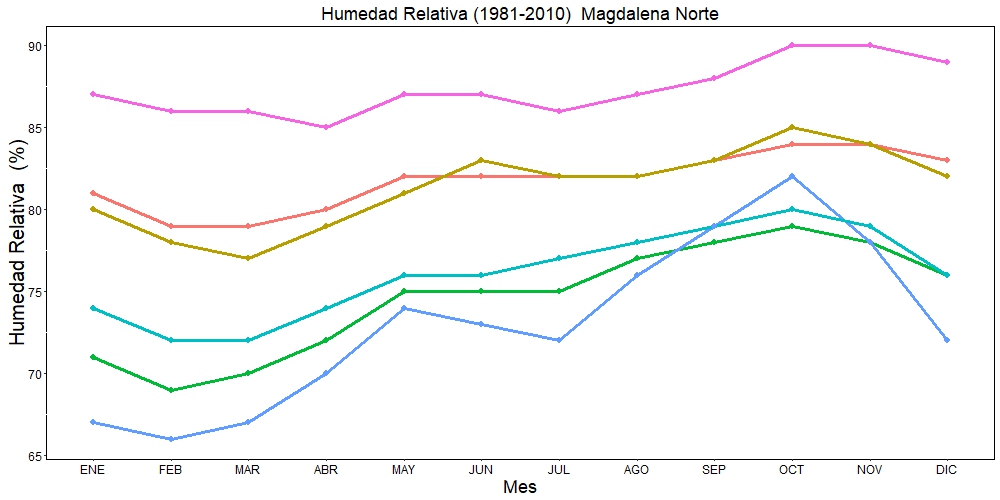 Humedad Relativa (1981-2010)  Magdalena Norte
Humedad Relativa  (%)
90
85
80
75
70
65
ENE FEB MAR ABR MAY JUN JUL AGO SEP OCT NOV DIC
Mes